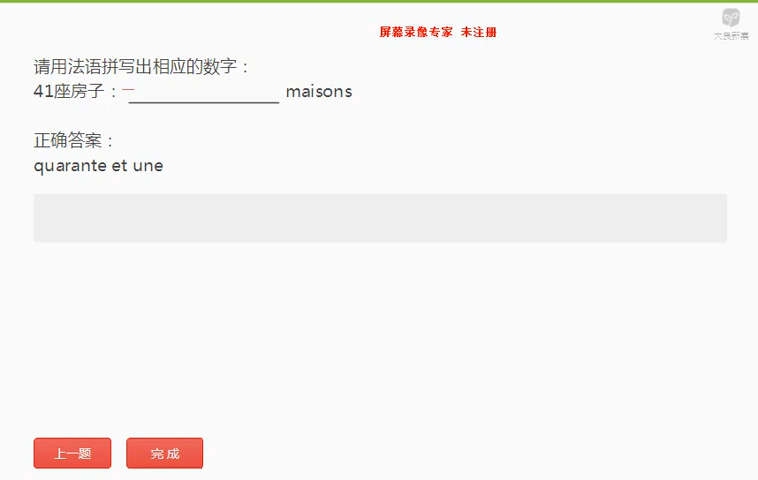 屏幕录像专家 未注册
请用法语拼写出相应的数字：
41座房子：_______________ maisons
正确答案：
quarante et une
上一题
完成